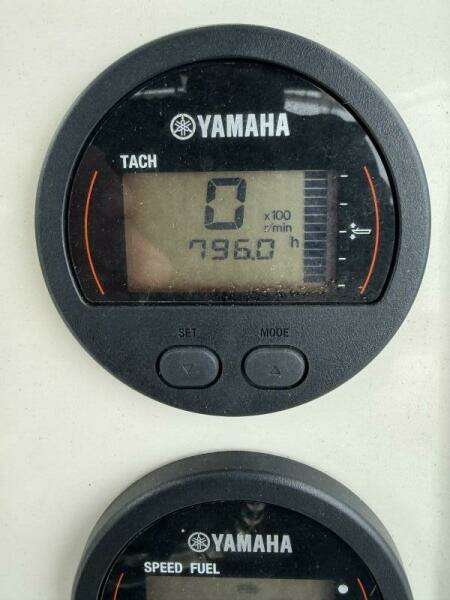 YAMAHA
TACH
0
x100
r/min
796.0 h
SET MODE
YAMAHA
SPEED FUEL